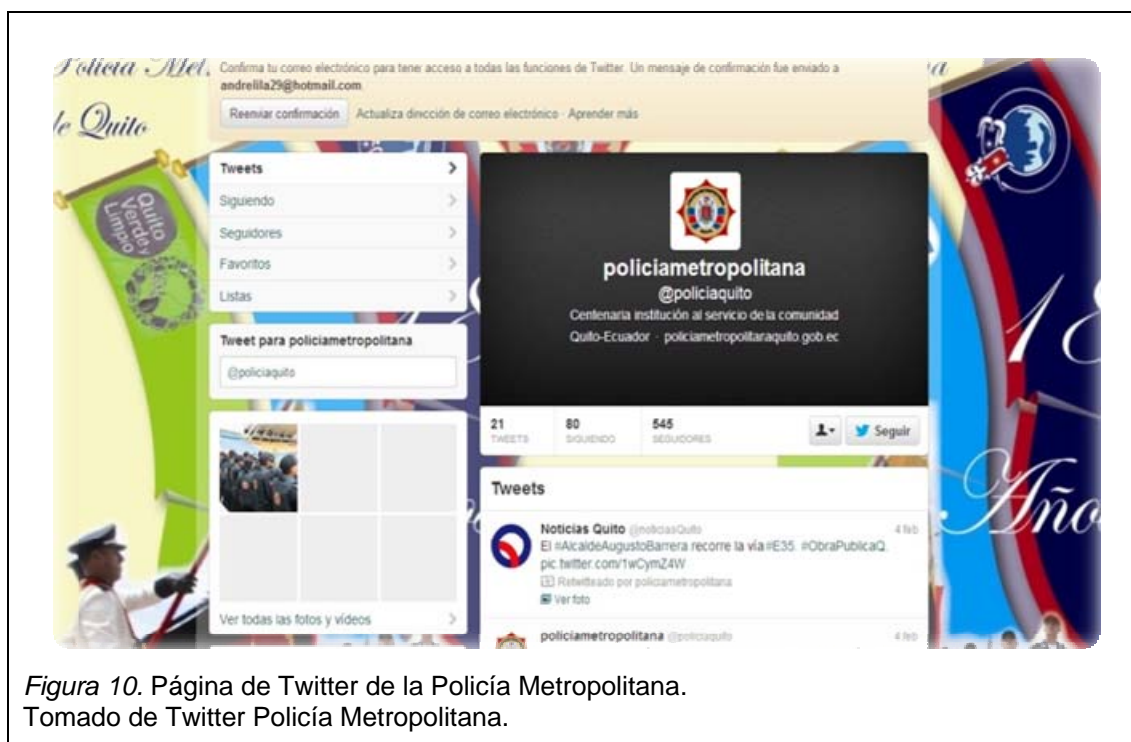 Policía Met.
de Quito
Confirma tu correo electrónico para tener acceso a todas las funciones de Twitter. Un mensaje de confirmación fue enviado a
andrelila29@hotmail.com.
Reenviar confirmación Actualiza dirección de correo electrónico · Aprender más
Tweets
Siguiendo
Seguidores
Favoritos
Listas
Tweet para policiametropolitana
@policiaquito
Ver todas las fotos y vídeos
Quito
Verde y
Limpio
policiametropolitana
@policiaquito
Centenaria institución al servicio de la comunidad
Quito-Ecuador · policiametropolitanaquito.gob.ec
21 TWEETS
80 SIGUIENDO
545 SEGUIDORES
Seguir
Tweets
Noticias Quito @noticiasQuito 4 feb
El #AlcaldeAugustoBarrera recorre la vía #E35. #ObraPublicaQ.
pic.twitter.com/1wCymZ4W
Retwitteado por policiametropolitana
Ver foto
policiametropolitana @policiaquito 4 feb
Año
Figura 10. Página de Twitter de la Policía Metropolitana.
Tomado de Twitter Policía Metropolitana.